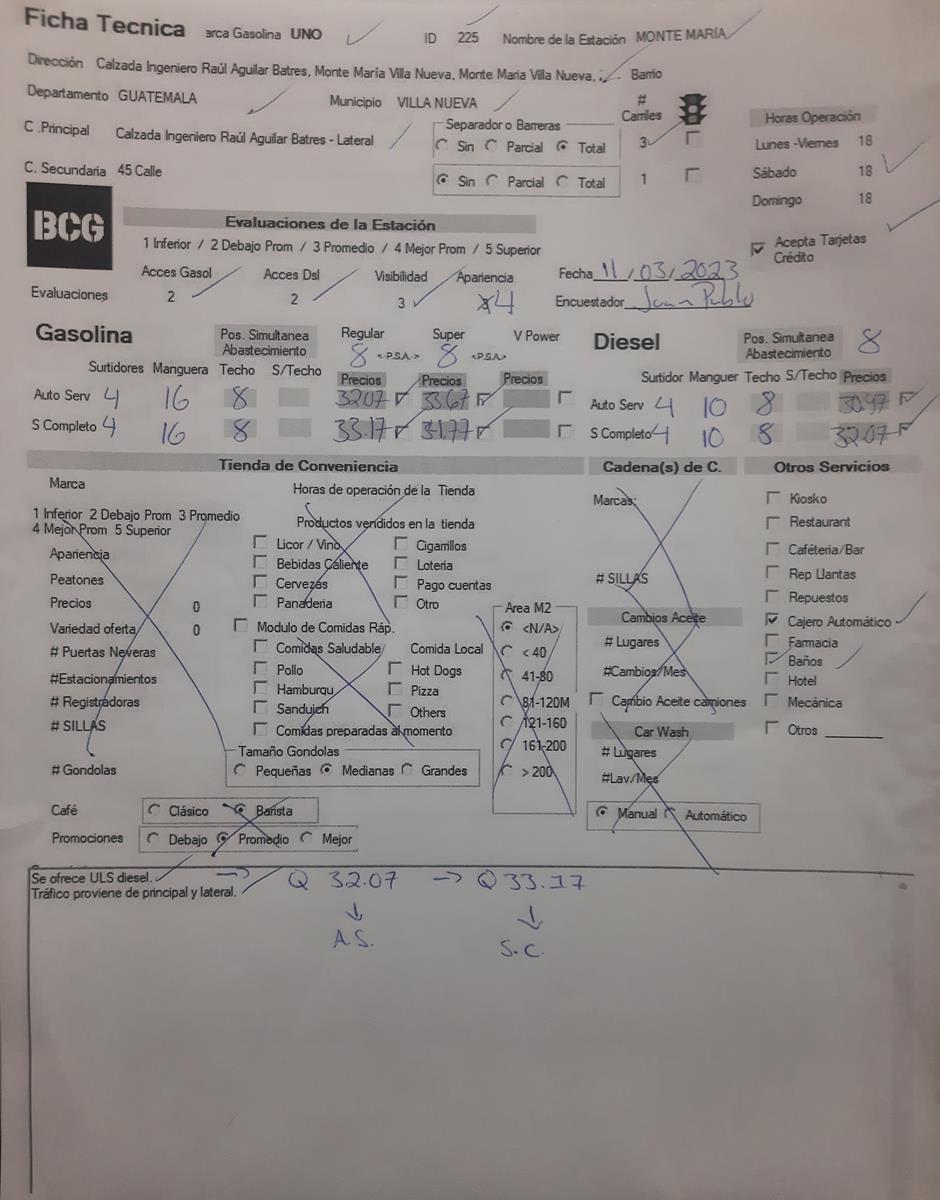 Ficha Tecnica arca Gasolina UNO ID 225 Nombre de la Estación MONTE MARÍA
Dirección Calzada Ingeniero Raúl Aguilar Batres, Monte María Villa Nueva, Monte Maria Villa Nueva, Barrio
Departamento GUATEMALA Municipio VILLA NUEVA # Carriles Horas Operación
C .Principal Calzada Ingeniero Raúl Aguilar Batres - Lateral Separador o Barreras Sin Parcial Total 3 Lunes -Viernes 18
C. Secundaria 45 Calle Sin Parcial Total 1 Sábado 18
Domingo 18
BCG
Evaluaciones de la Estación
1 Inferior / 2 Debajo Prom / 3 Promedio / 4 Mejor Prom / 5 Superior
Acepta Tarjetas Crédito
Acces Gasol Acces Dsl Visibilidad Apariencia Fecha 11/03/2023
Evaluaciones 2 2 3 4 Encuestador Juan Pablo
Gasolina Pos. Simultanea Abastecimiento Regular Super V Power Diesel Pos. Simultanea Abastecimiento 8
8 <-P.S.A.-> 8 <-P.S.A/>
Surtidores Manguera Techo S/Techo Precios Precios Precios Surtidor Manguer Techo S/Techo Precios
Auto Serv 4 16 8 32.07 33.67 Auto Serv 4 10 8 30.97
S Completo 4 16 8 33.17 34.77 S Completo 4 10 8 32.07
Tienda de Conveniencia Cadena(s) de C. Otros Servicios
Marca Horas de operación de la Tienda Marcas: Kiosko
1 Inferior 2 Debajo Prom 3 Promedio
4 Mejor Prom 5 Superior
Productos vendidos en la tienda Restaurant
Apariencia Licor / Vino Cigarrillos Caféteria/Bar
Bebidas Caliente Loteria
Peatones Cervezas Pago cuentas # SILLAS Rep Llantas
Precios 0 Panaderia Otro Area M2 Repuestos
Variedad oferta 0 Modulo de Comidas Ráp. <N/A> Cambios Aceite Cajero Automático
# Puertas Neveras Comidas Saludable Comida Local < 40 # Lugares Farmacia
#Estacionamientos Pollo Hot Dogs 41-80 #Cambios/Mes Baños
Hamburgu Pizza Hotel
# Registradoras Sanduich Others 81-120M Cambio Aceite camiones Mecánica
# SILLAS Comidas preparadas al momento 121-160 Car Wash Otros
Tamaño Gondolas 161-200 # Lugares
# Gondolas Pequeñas Medianas Grandes > 200 #Lav/Mes
Café Clásico Barista Manual Automático
Promociones Debajo Promedio Mejor
Se ofrece ULS diesel. -> Q 32.07 -> Q 33.17
Tráfico proviene de principal y lateral.
A.S. S.C.